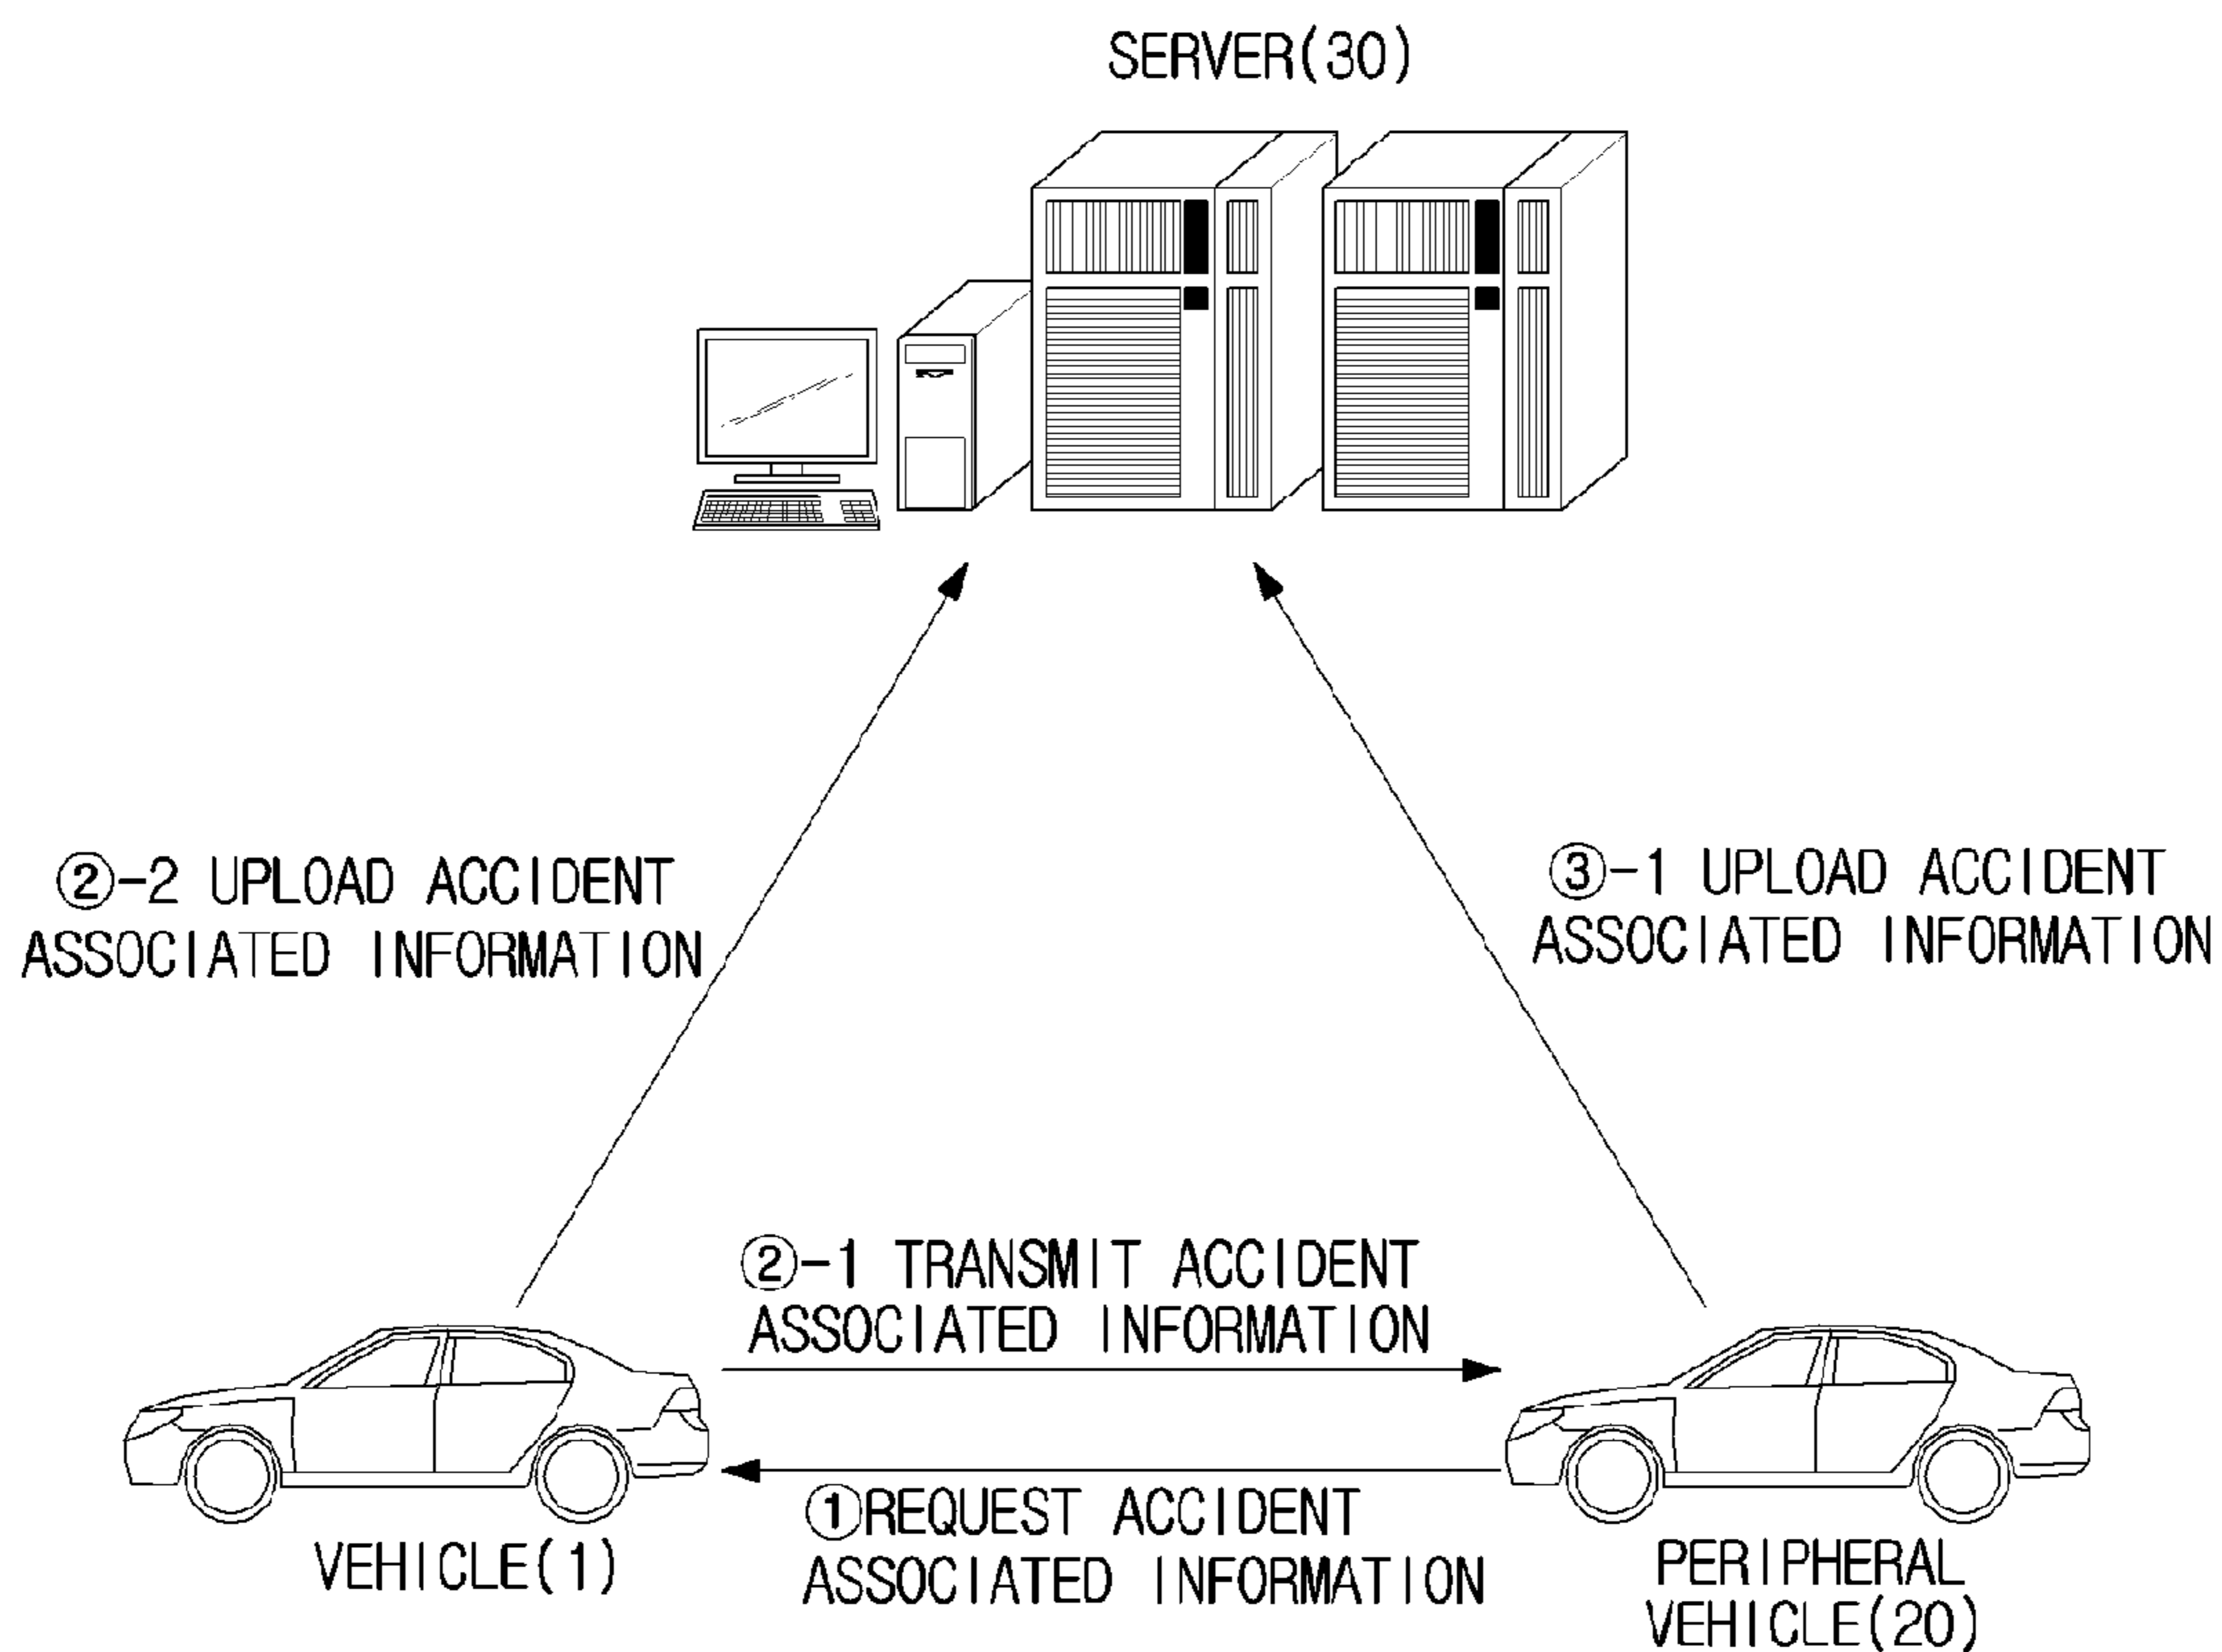 SERVER(30)
②-2 UPLOAD ACCIDENT
ASSOCIATED INFORMATION
③-1 UPLOAD ACCIDENT
ASSOCIATED INFORMATION
②-1 TRANSMIT ACCIDENT
ASSOCIATED INFORMATION
①REQUEST ACCIDENT
ASSOCIATED INFORMATION
VEHICLE(1)
PERIPHERAL
VEHICLE(20)